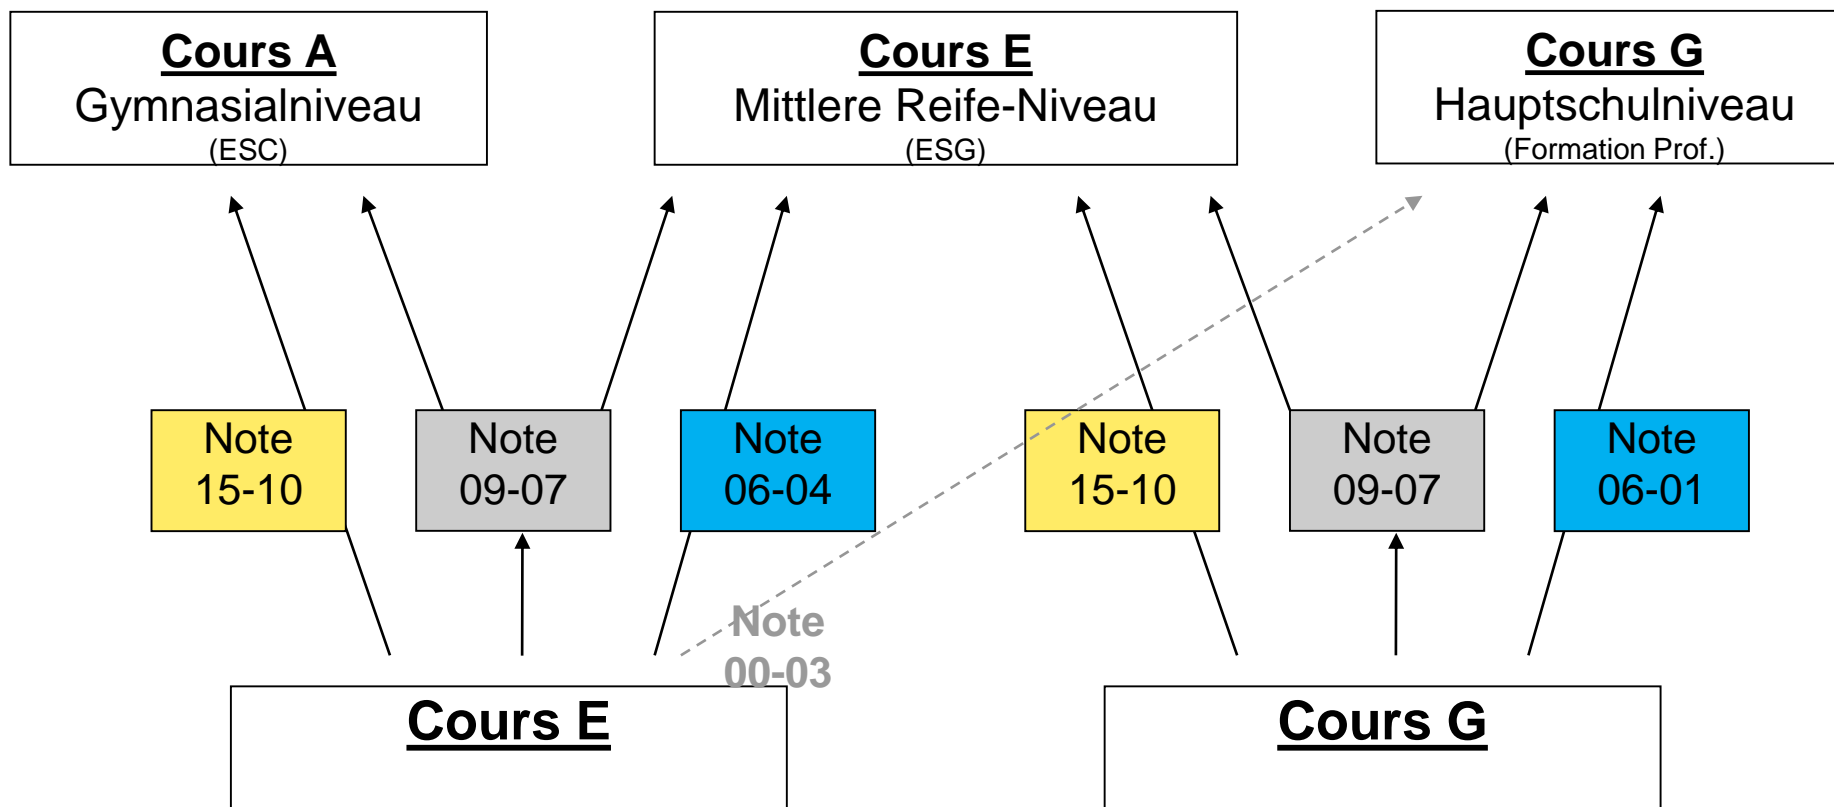 Cours A
Gymnasialniveau
(ESC)
Cours E
Mittlere Reife-Niveau
(ESG)
Cours G
Hauptschulniveau
(Formation Prof.)
Note
15-10
Note
09-07
Note
06-04
Note
15-10
Note
09-07
Note
06-01
Note
00-03
Cours E
Cours G